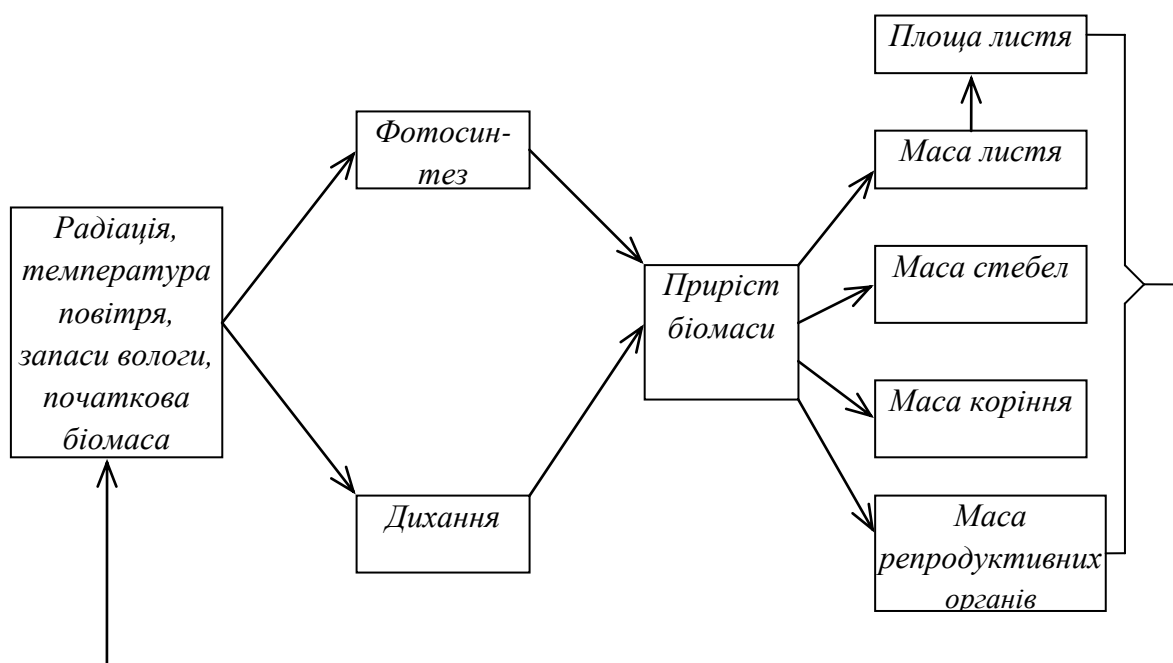 Радіація,
температура
повітря,
запаси вологи,
початкова
біомаса
Фотосин-
тез
Дихання
Приріст
біомаси
Площа листя
Маса листя
Маса стебел
Маса коріння
Маса
репродуктивних
органів